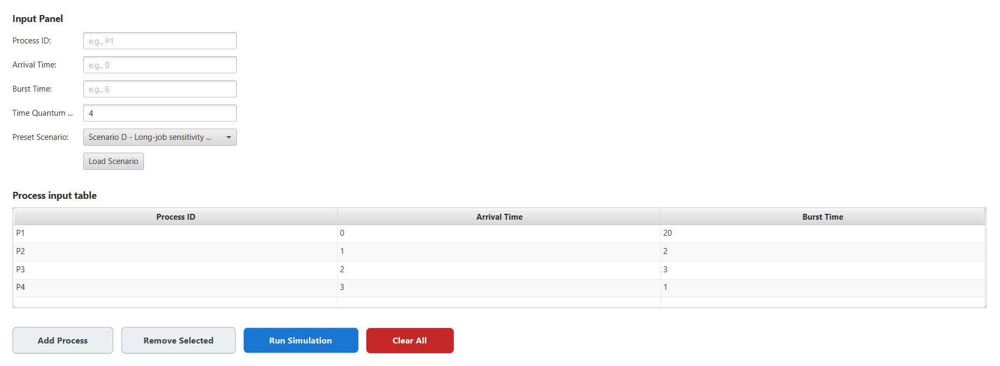 Input Panel
Process ID: e.g., P1
Arrival Time: e.g., 0
Burst Time: e.g., 6
Time Quantum ... 4
Preset Scenario: Scenario D - Long-job sensitivity ...
Load Scenario
Process input table
Process ID Arrival Time Burst Time
P1 0 20
P2 1 2
P3 2 3
P4 3 1
Add Process Remove Selected Run Simulation Clear All